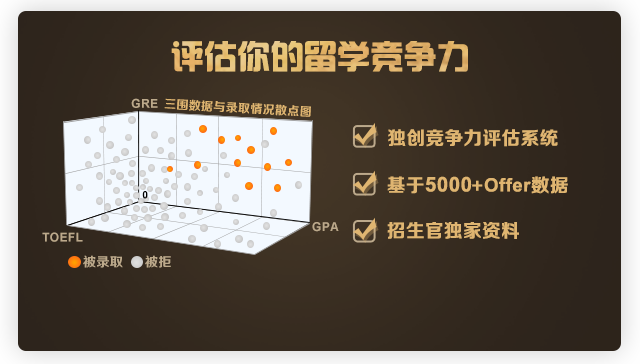 评估你的留学竞争力
GRE 三围数据与录取情况散点图
0
TOEFL
GPA
被录取 被拒
独创竞争力评估系统
基于5000+Offer数据
招生官独家资料